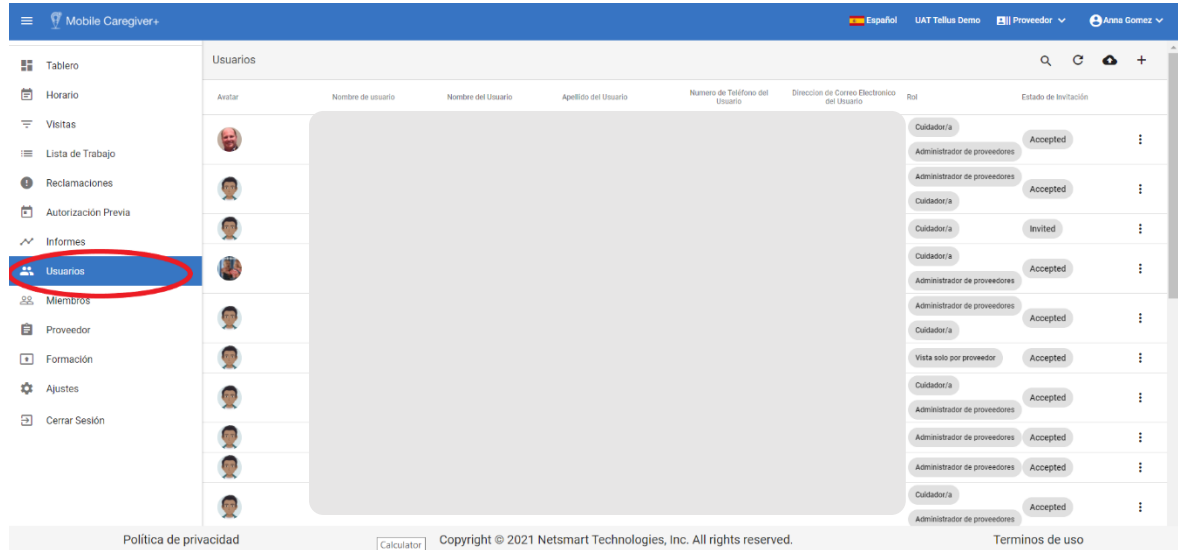 Mobile Caregiver+
Español UAT Tellus Demo Proveedor Anna Gomez
Tablero
Horario
Visitas
Lista de Trabajo
Reclamaciones
Autorización Previa
Informes
Usuarios
Miembros
Proveedor
Formación
Ajustes
Cerrar Sesión
Usuarios
Avatar Nombre de usuario Nombre del Usuario Apellido del Usuario Numero de Teléfono del Usuario Direccion de Correo Electronico del Usuario Rol Estado de Invitación
Cuidador/a
Administrador de proveedores
Accepted
Administrador de proveedores
Cuidador/a
Accepted
Cuidador/a
Invited
Cuidador/a
Administrador de proveedores
Accepted
Administrador de proveedores
Cuidador/a
Accepted
Vista solo por proveedor
Accepted
Cuidador/a
Administrador de proveedores
Accepted
Administrador de proveedores
Accepted
Administrador de proveedores
Accepted
Cuidador/a
Administrador de proveedores
Accepted
Política de privacidad
Calculator
Copyright © 2021 Netsmart Technologies, Inc. All rights reserved.
Terminos de uso